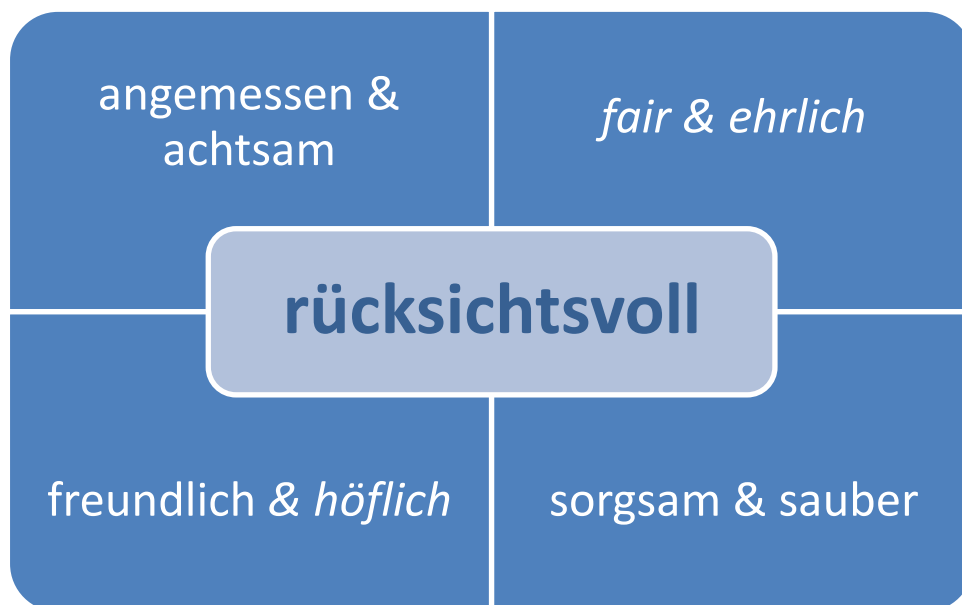 angemessen &
achtsam
fair & ehrlich
rücksichtsvoll
freundlich & höflich
sorgsam & sauber